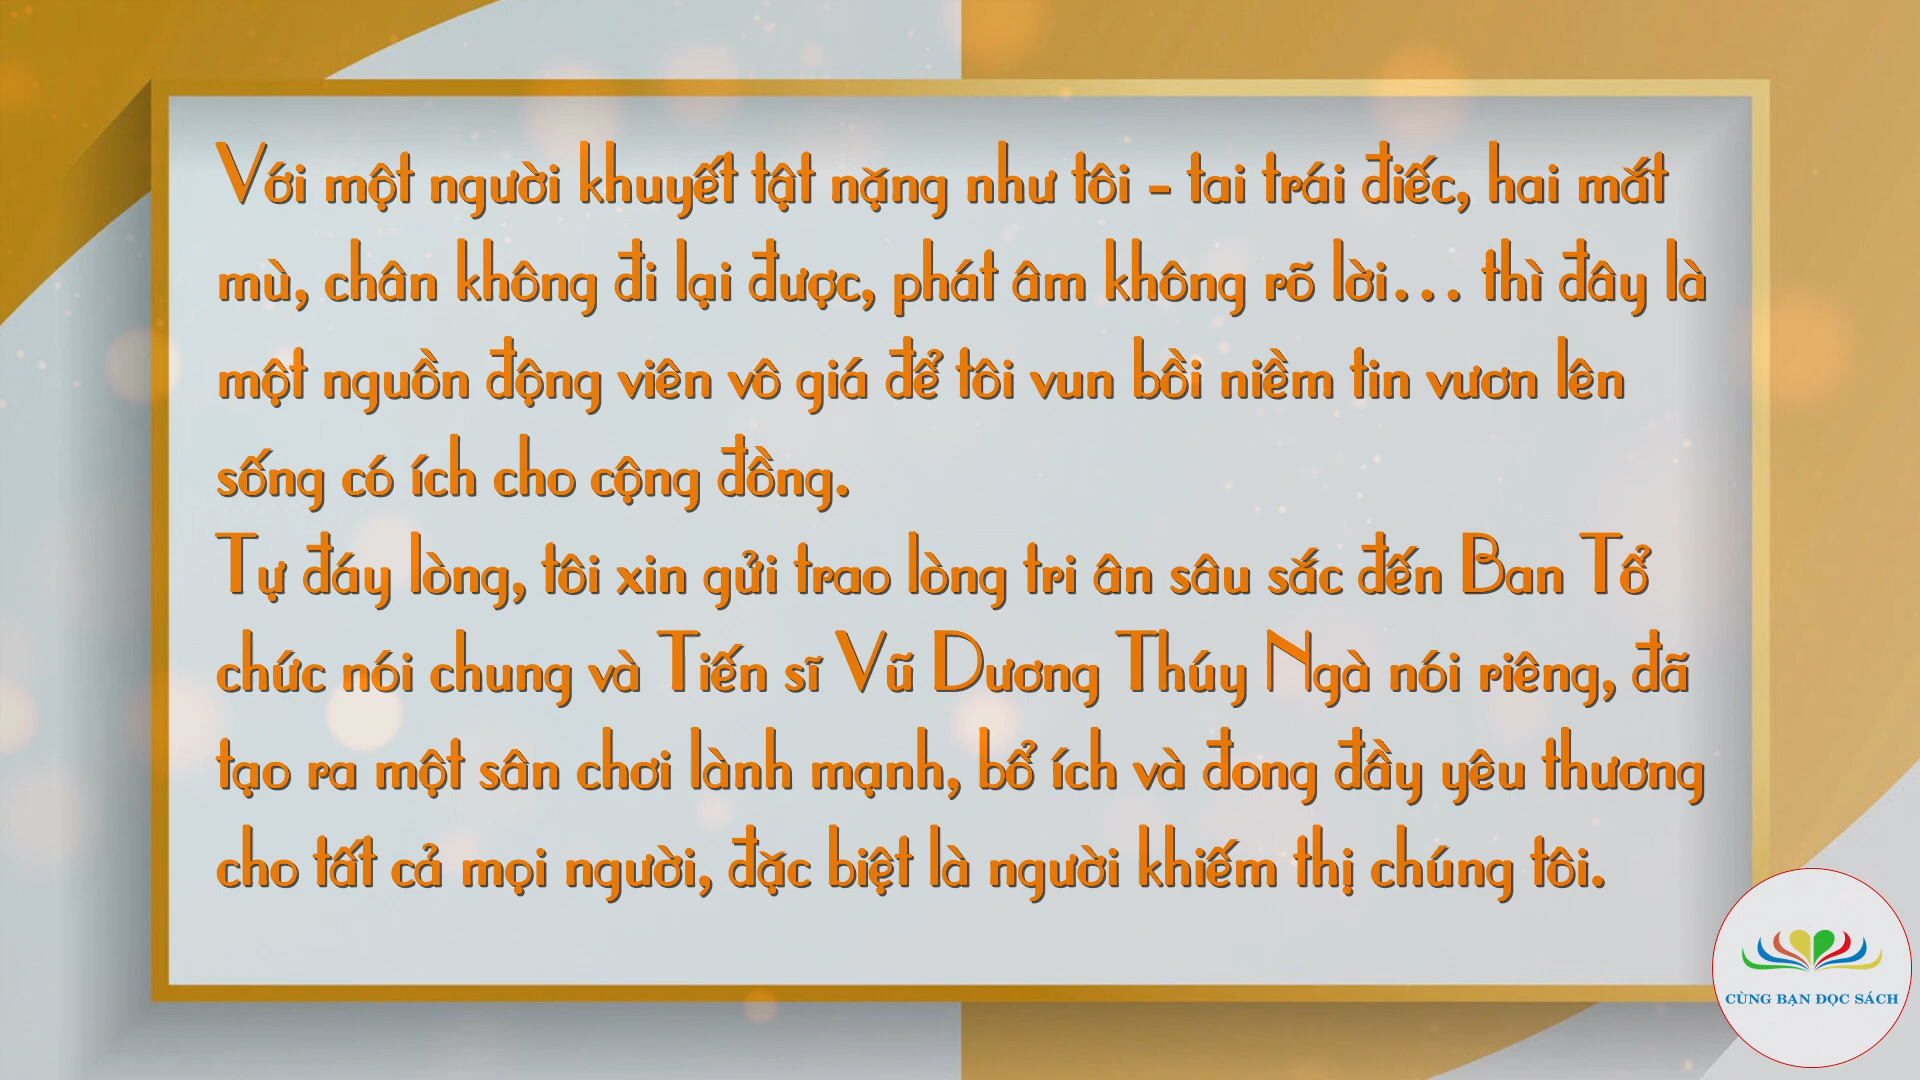 Với một người khuyết tật nặng như tôi - tai trái điếc, hai mắt
mù, chân không đi lại được, phát âm không rõ lời… thì đây là
một nguồn động viên vô giá để tôi vun bồi niềm tin vươn lên
sống có ích cho cộng đồng.
Tự đáy lòng, tôi xin gửi trao lòng tri ân sâu sắc đến Ban Tổ
chức nói chung và Tiến sĩ Vũ Dương Thúy Ngà nói riêng, đã
tạo ra một sân chơi lành mạnh, bổ ích và đong đầy yêu thương
cho tất cả mọi người, đặc biệt là người khiếm thị chúng tôi.
CÙNG BẠN ĐỌC SÁCH